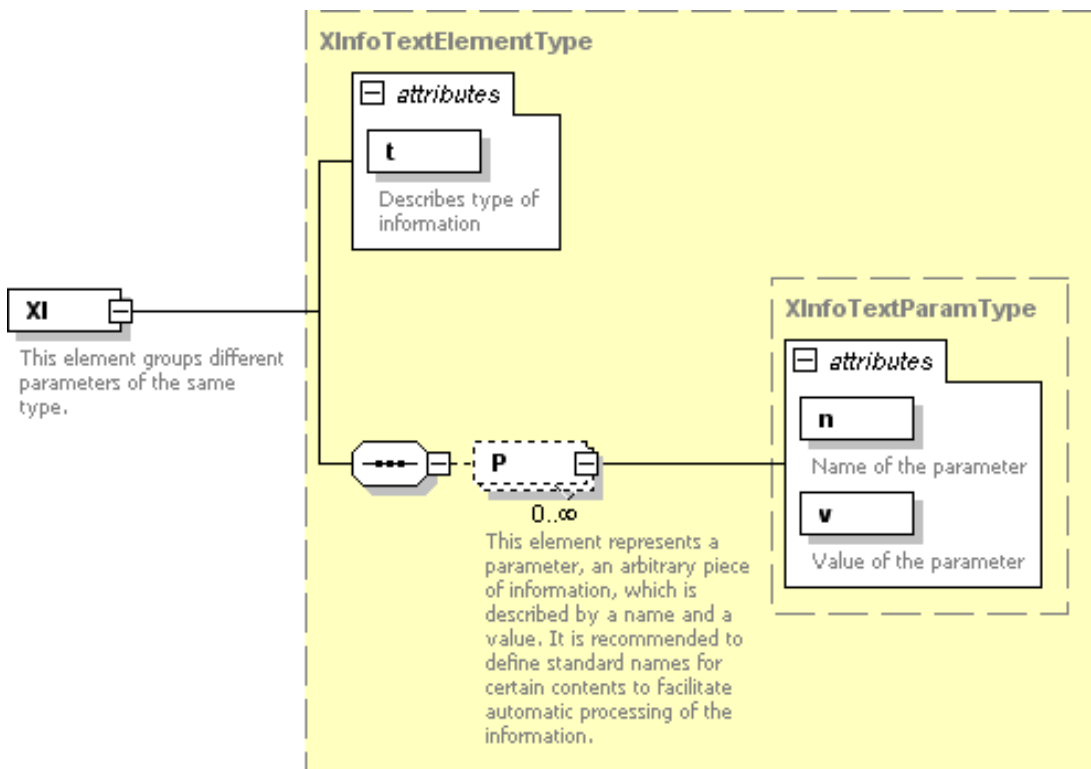 XInfoTextElementType
attributes
t
Describes type of
information
XI
This element groups different
parameters of the same
type.
P
0..∞
This element represents a
parameter, an arbitrary piece
of information, which is
described by a name and a
value. It is recommended to
define standard names for
certain contents to facilitate
automatic processing of the
information.
XInfoTextParamType
attributes
n
Name of the parameter
v
Value of the parameter